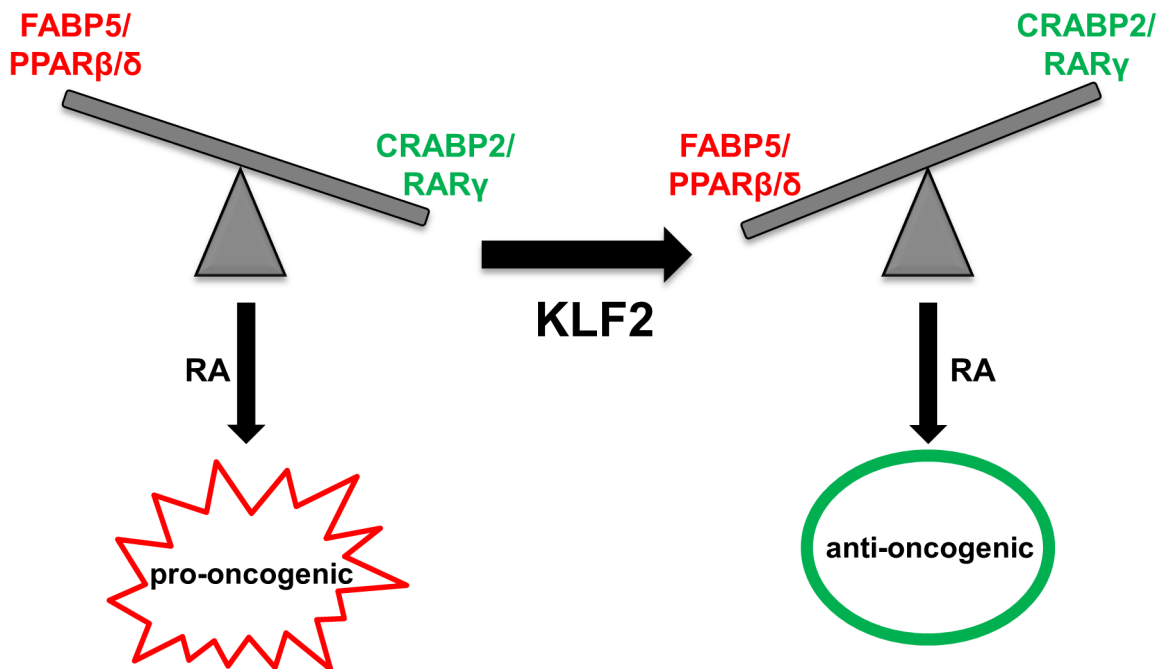 FABP5/
PPARβ/δ
CRABP2/
RARγ
FABP5/
PPARβ/δ
CRABP2/
RARγ
KLF2
RA
RA
pro-oncogenic
anti-oncogenic